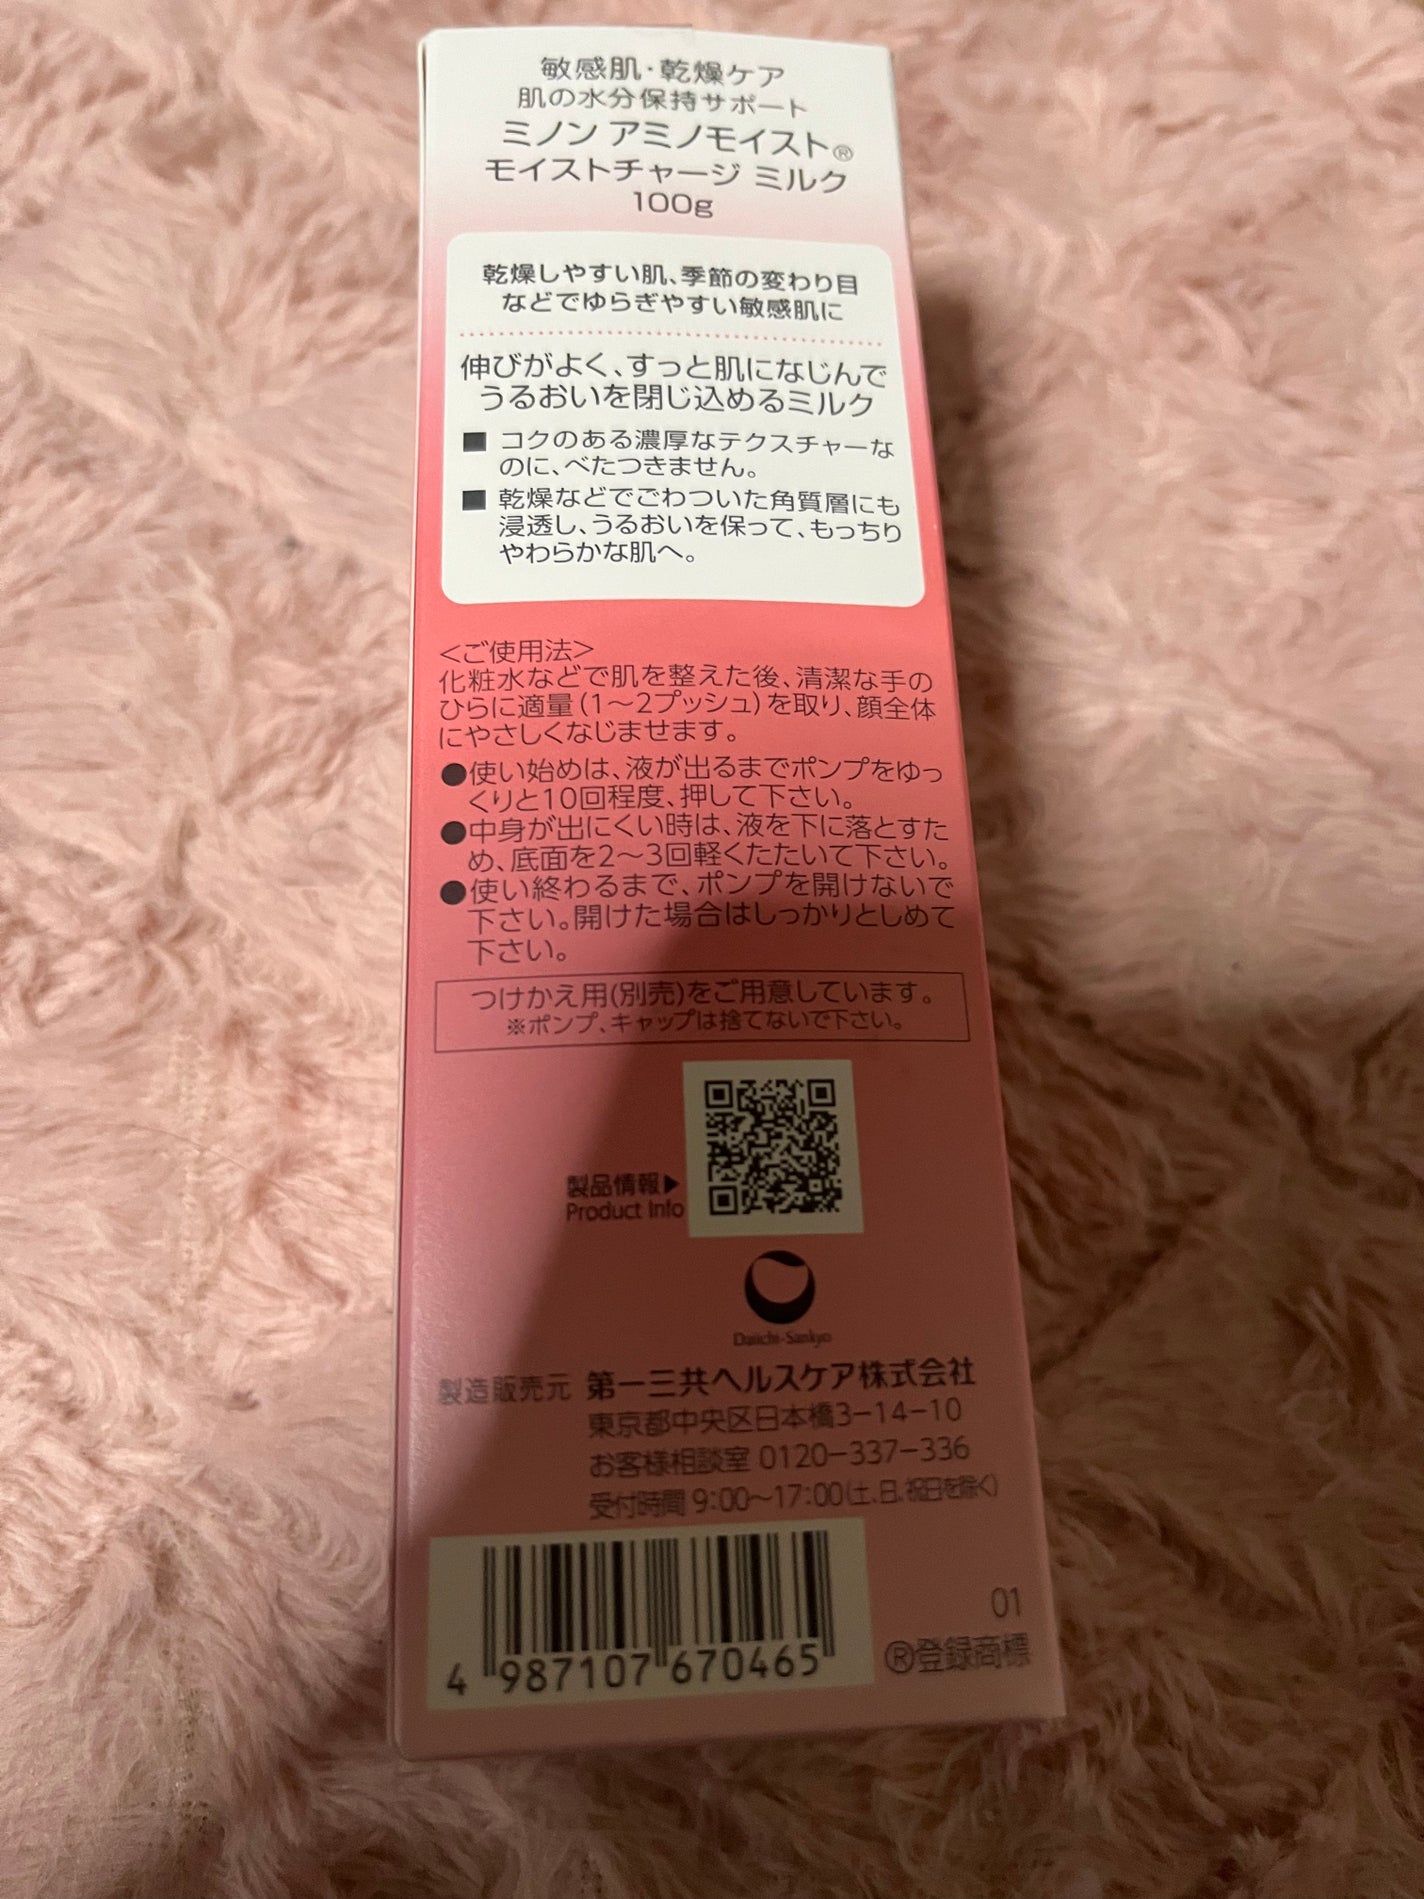 敏感肌・乾燥ケア
肌の水分保持サポート
ミノン アミノモイスト®
モイストチャージ ミルク
100g
乾燥しやすい肌、季節の変わり目
などでゆらぎやすい敏感肌に
伸びがよく、すっと肌になじんで
うるおいを閉じ込めるミルク
■ コクのある濃厚なテクスチャーな
のに、べたつきません。
■ 乾燥などでごわついた角質層にも
浸透し、うるおいを保って、もっちり
やわらかな肌へ。
＜ご使用法＞
化粧水などで肌を整えた後、清潔な手の
ひらに適量（1〜2プッシュ）を取り、顔全体
にやさしくなじませます。
●使い始めは、液が出るまでポンプをゆっ
くりと10回程度、押して下さい。
●中身が出にくい時は、液を下に落とすた
め、底面を2〜3回軽くたたいて下さい。
●使い終わるまで、ポンプを開けないで
下さい。開けた場合はしっかりとしめて
下さい。
つけかえ用(別売)をご用意しています。
※ポンプ、キャップは捨てないで下さい。
製品情報▶
Product Info
Daiichi-Sankyo
製造販売元 第一三共ヘルスケア株式会社
東京都中央区日本橋3−14−10
お客様相談室 0120−337−336
受付時間 9：00〜17：00（土、日、祝日を除く）
01
4 987107 670465
®登録商標